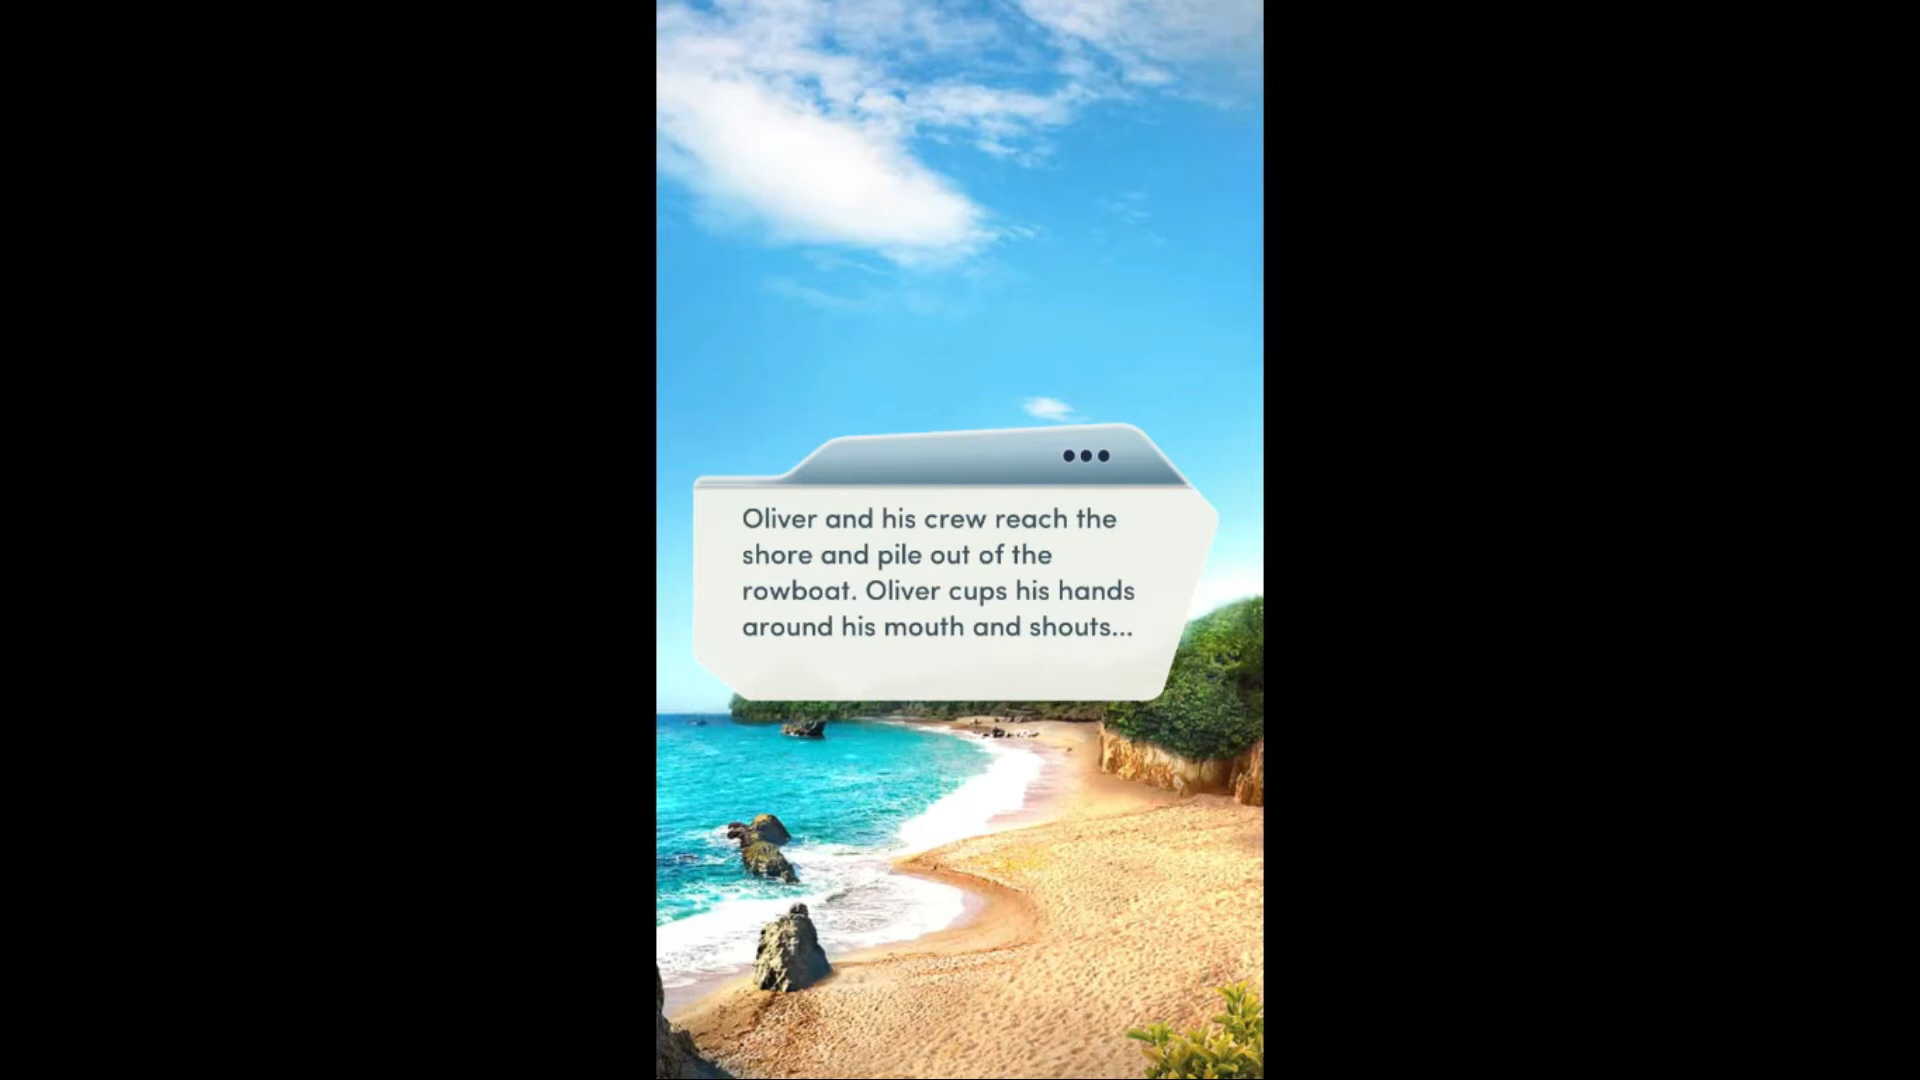 Oliver and his crew reach the
shore and pile out of the
rowboat. Oliver cups his hands
around his mouth and shouts...